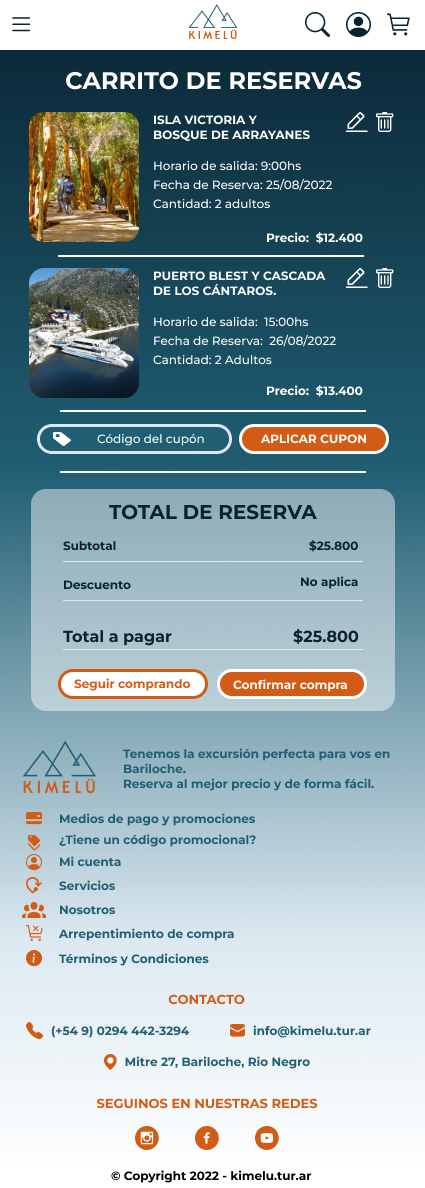 KIMELÜ
CARRITO DE RESERVAS
ISLA VICTORIA Y
BOSQUE DE ARRAYANES
Horario de salida: 9:00hs
Fecha de Reserva: 25/08/2022
Cantidad: 2 adultos
Precio: $12.400
PUERTO BLEST Y CASCADA
DE LOS CÁNTAROS.
Horario de salida: 15:00hs
Fecha de Reserva: 26/08/2022
Cantidad: 2 Adultos
Precio: $13.400
Código del cupón APLICAR CUPON
TOTAL DE RESERVA
Subtotal $25.800
Descuento No aplica
Total a pagar $25.800
Seguir comprando Confirmar compra
KIMELÜ
Tenemos la excursión perfecta para vos en
Bariloche.
Reserva al mejor precio y de forma fácil.
Medios de pago y promociones
¿Tiene un código promocional?
Mi cuenta
Servicios
Nosotros
Arrepentimiento de compra
Términos y Condiciones
CONTACTO
(+54 9) 0294 442-3294 info@kimelu.tur.ar
Mitre 27, Bariloche, Rio Negro
SEGUINOS EN NUESTRAS REDES
© Copyright 2022 - kimelu.tur.ar